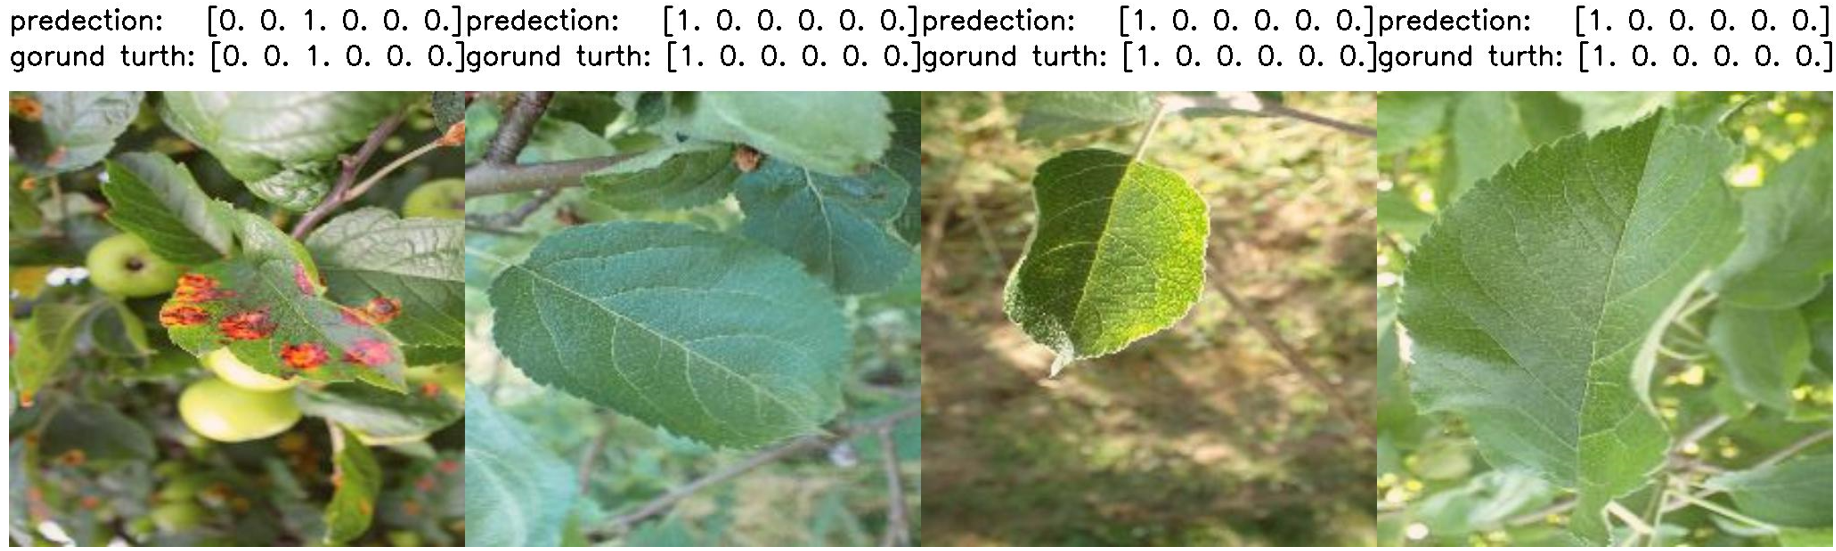 predection: [0. 0. 1. 0. 0. 0.]
gorund turth: [0. 0. 1. 0. 0. 0.]
predection: [1. 0. 0. 0. 0. 0.]
gorund turth: [1. 0. 0. 0. 0. 0.]
predection: [1. 0. 0. 0. 0. 0.]
gorund turth: [1. 0. 0. 0. 0. 0.]
predection: [1. 0. 0. 0. 0. 0.]
gorund turth: [1. 0. 0. 0. 0. 0.]